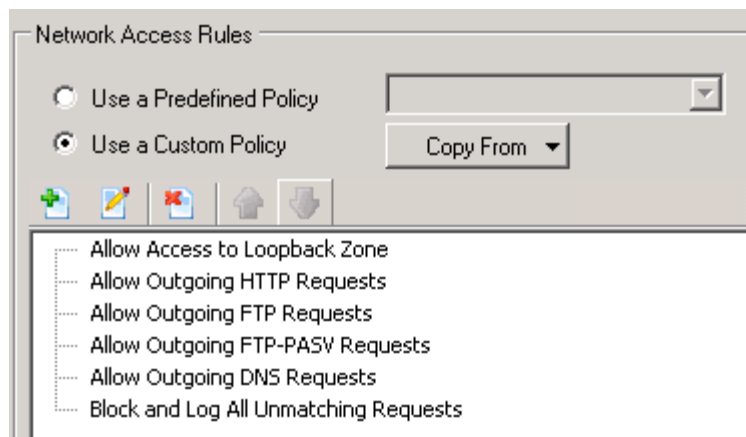 Network Access Rules
Use a Predefined Policy
Use a Custom Policy
Copy From
Allow Access to Loopback Zone
Allow Outgoing HTTP Requests
Allow Outgoing FTP Requests
Allow Outgoing FTP-PASV Requests
Allow Outgoing DNS Requests
Block and Log All Unmatching Requests